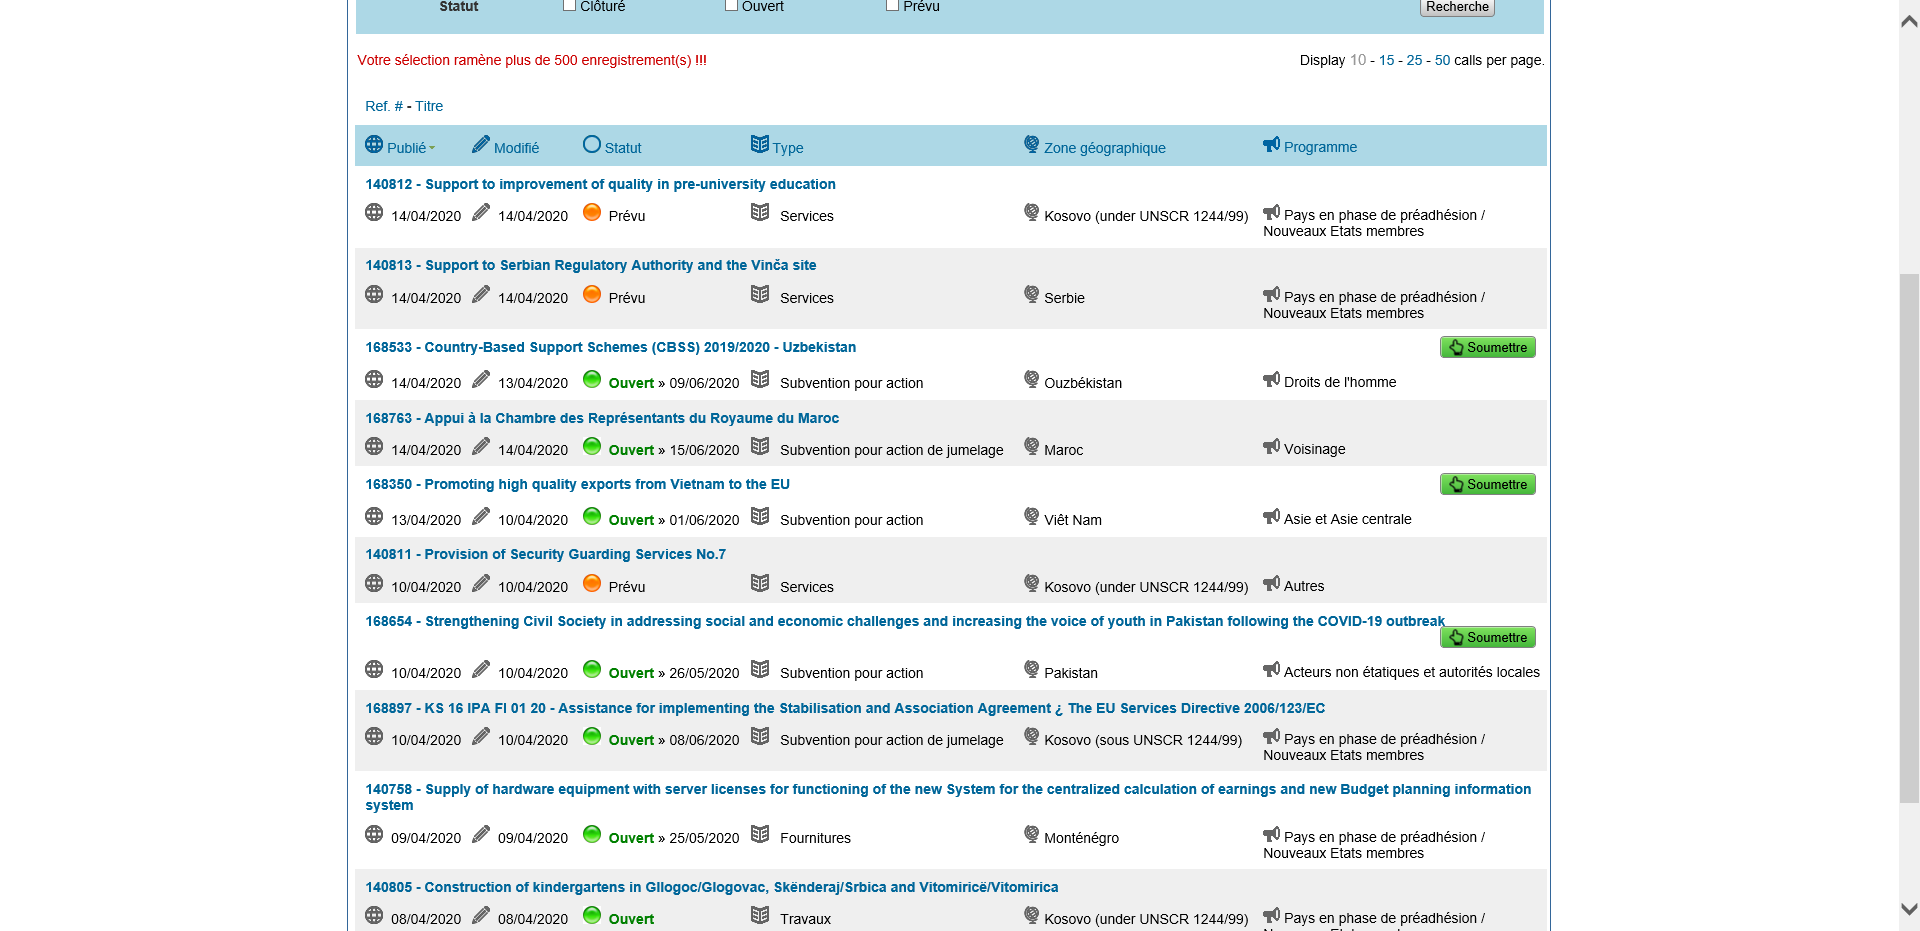 Statut Clôturé Ouvert Prévu Recherche
Votre sélection ramène plus de 500 enregistrement(s) !!! Display 10 - 15 - 25 - 50 calls per page.
Ref. # - Titre
Publié Modifié Statut Type Zone géographique Programme
140812 - Support to improvement of quality in pre-university education
14/04/2020 14/04/2020 Prévu Services Kosovo (under UNSCR 1244/99) Pays en phase de préadhésion /
Nouveaux Etats membres
140813 - Support to Serbian Regulatory Authority and the Vinča site
14/04/2020 14/04/2020 Prévu Services Serbie Pays en phase de préadhésion /
Nouveaux Etats membres
168533 - Country-Based Support Schemes (CBSS) 2019/2020 - Uzbekistan Soumettre
14/04/2020 13/04/2020 Ouvert » 09/06/2020 Subvention pour action Ouzbékistan Droits de l'homme
168763 - Appui à la Chambre des Représentants du Royaume du Maroc
14/04/2020 14/04/2020 Ouvert » 15/06/2020 Subvention pour action de jumelage Maroc Voisinage
168350 - Promoting high quality exports from Vietnam to the EU Soumettre
13/04/2020 10/04/2020 Ouvert » 01/06/2020 Subvention pour action Viêt Nam Asie et Asie centrale
140811 - Provision of Security Guarding Services No.7
10/04/2020 10/04/2020 Prévu Services Kosovo (under UNSCR 1244/99) Autres
168654 - Strengthening Civil Society in addressing social and economic challenges and increasing the voice of youth in Pakistan following the COVID-19 outbreak
Soumettre
10/04/2020 10/04/2020 Ouvert » 26/05/2020 Subvention pour action Pakistan Acteurs non étatiques et autorités locales
168897 - KS 16 IPA FI 01 20 - Assistance for implementing the Stabilisation and Association Agreement ¿ The EU Services Directive 2006/123/EC
10/04/2020 10/04/2020 Ouvert » 08/06/2020 Subvention pour action de jumelage Kosovo (sous UNSCR 1244/99) Pays en phase de préadhésion /
Nouveaux Etats membres
140758 - Supply of hardware equipment with server licenses for functioning of the new System for the centralized calculation of earnings and new Budget planning information
system
09/04/2020 09/04/2020 Ouvert » 25/05/2020 Fournitures Monténégro Pays en phase de préadhésion /
Nouveaux Etats membres
140805 - Construction of kindergartens in Gllogoc/Glogovac, Skënderaj/Srbica and Vitomiricë/Vitomirica
08/04/2020 08/04/2020 Ouvert Travaux Kosovo (under UNSCR 1244/99) Pays en phase de préadhésion /